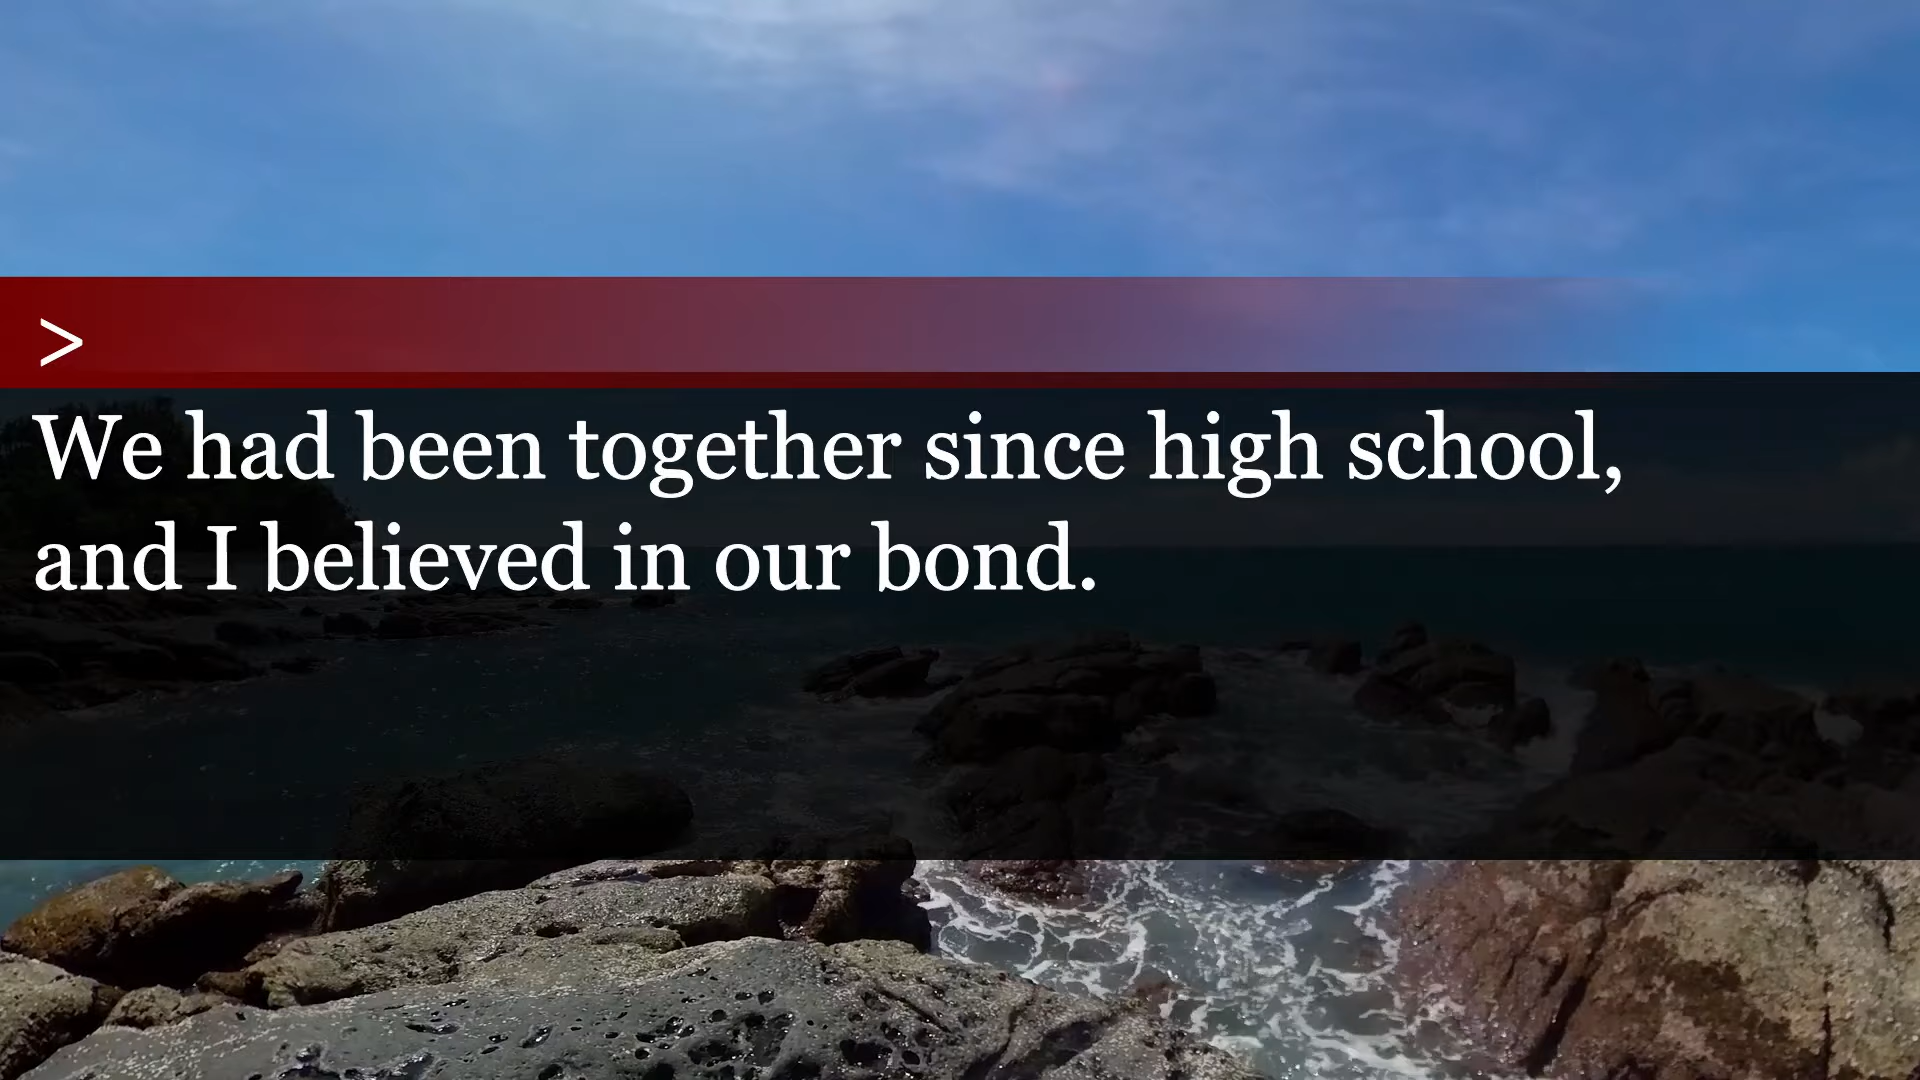 >
We had been together since high school,
and I believed in our bond.